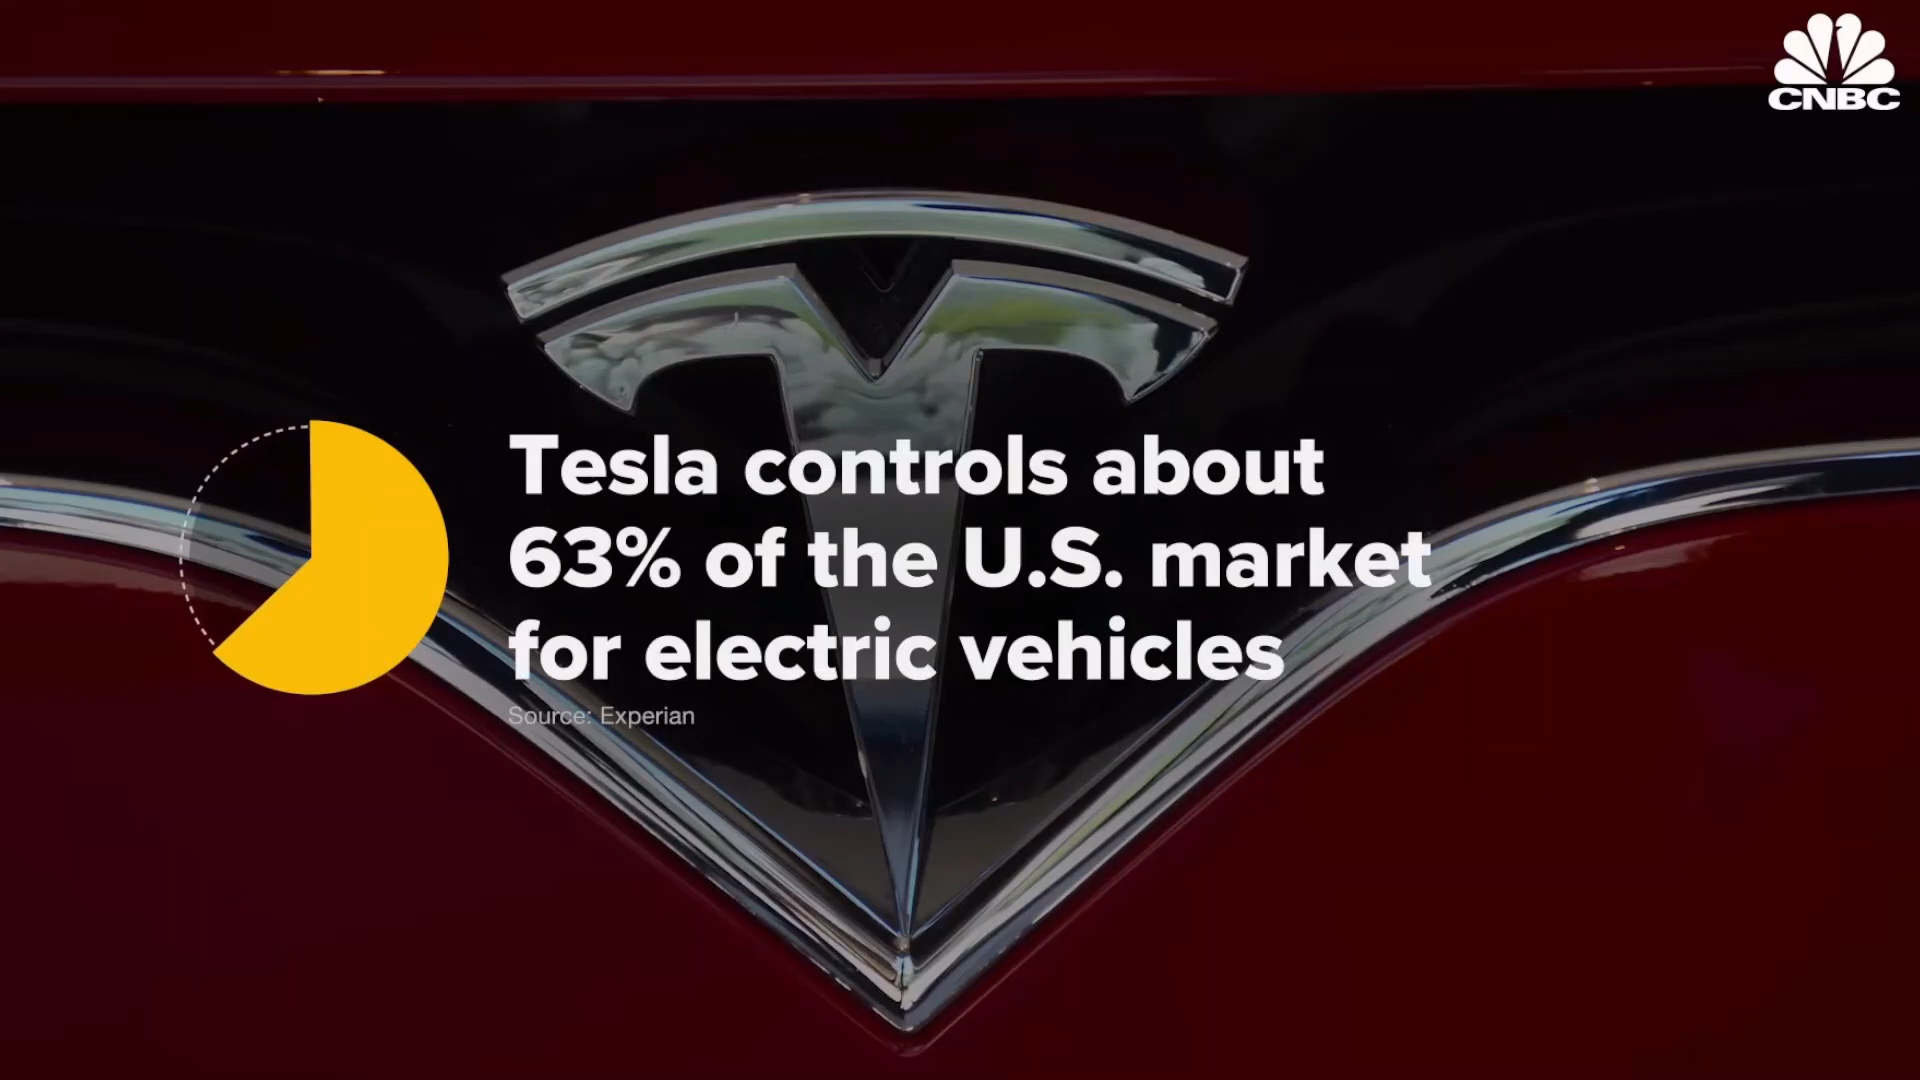 CNBC
Tesla controls about
63% of the U.S. market
for electric vehicles
Source: Experian